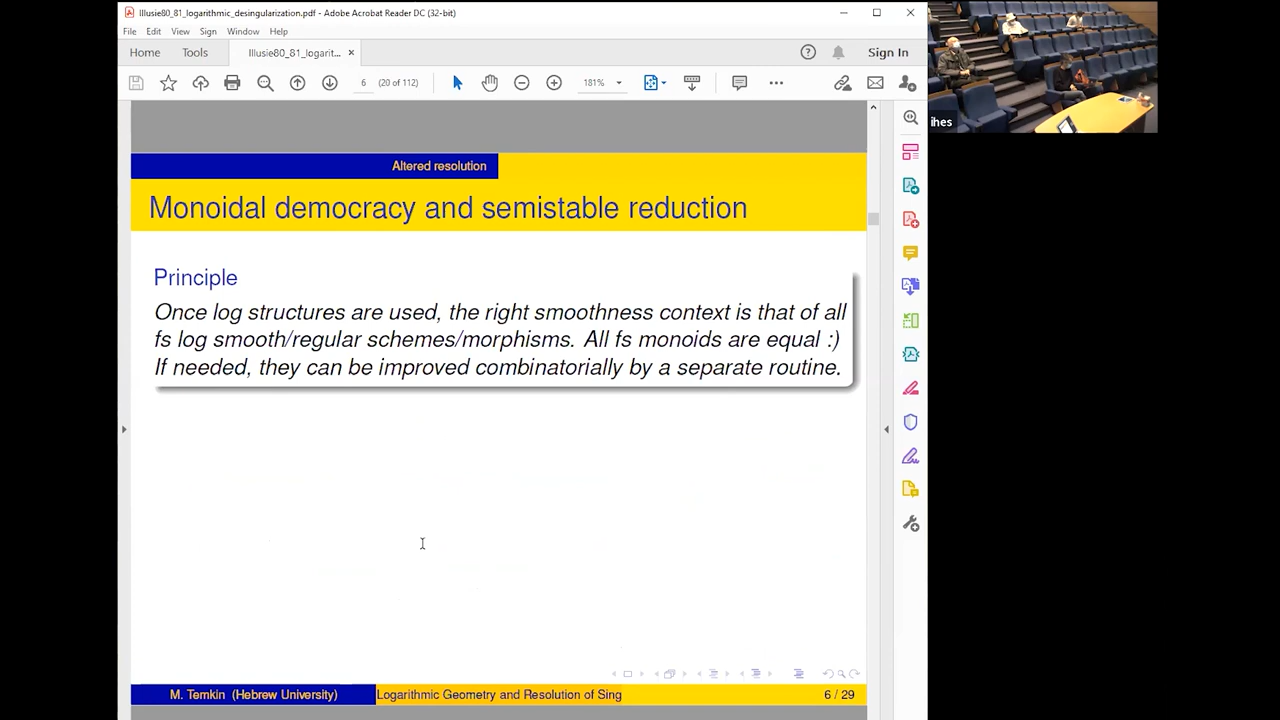 Illusie80_81_logarithmic_desingularization.pdf - Adobe Acrobat Reader DC (32-bit)
File Edit View Sign Window Help
Home Tools Illusie80_81_logarit... × Sign In
6 (20 of 112) 181%
ihes
Altered resolution
Monoidal democracy and semistable reduction
Principle
Once log structures are used, the right smoothness context is that of all
fs log smooth/regular schemes/morphisms. All fs monoids are equal :)
If needed, they can be improved combinatorially by a separate routine.
M. Temkin (Hebrew University) Logarithmic Geometry and Resolution of Sing 6 / 29